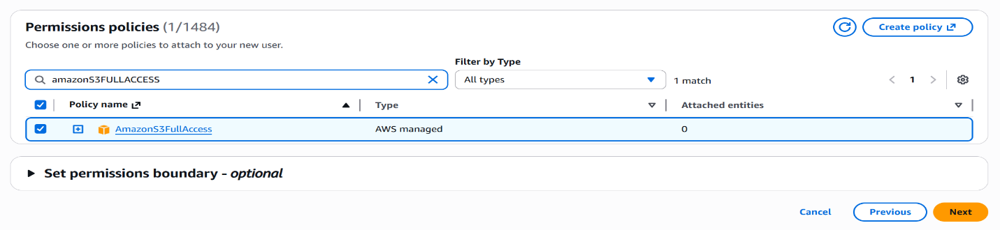 Permissions policies (1/1484)
Create policy
Choose one or more policies to attach to your new user.
Filter by Type
amazonS3FULLACCESS
All types
1 match
1
Policy name
Type
Attached entities
AmazonS3FullAccess
AWS managed
0
Set permissions boundary - optional
Cancel
Previous
Next